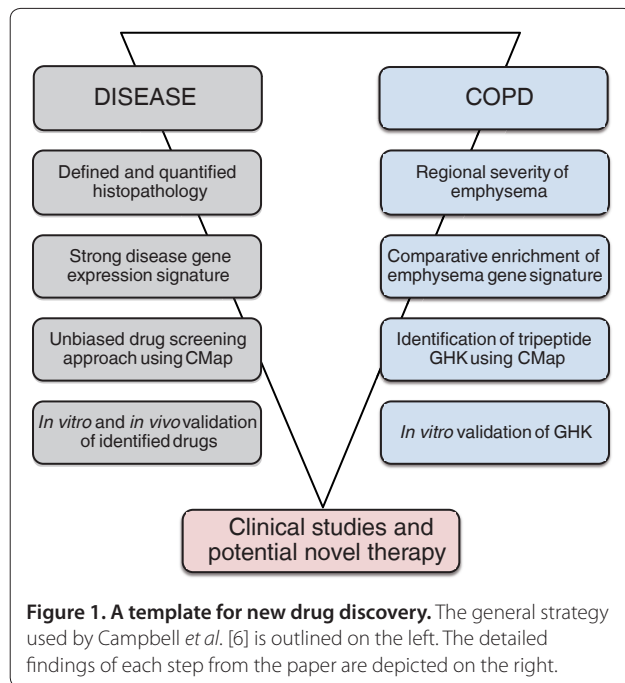 DISEASE
COPD
Defined and quantified
histopathology
Regional severity of
emphysema
Strong disease gene
expression signature
Comparative enrichment of
emphysema gene signature
Unbiased drug screening
approach using CMap
Identification of tripeptide
GHK using CMap
In vitro and in vivo validation
of identified drugs
In vitro validation of GHK
Clinical studies and
potential novel therapy
Figure 1. A template for new drug discovery. The general strategy
used by Campbell et al. [6] is outlined on the left. The detailed
findings of each step from the paper are depicted on the right.